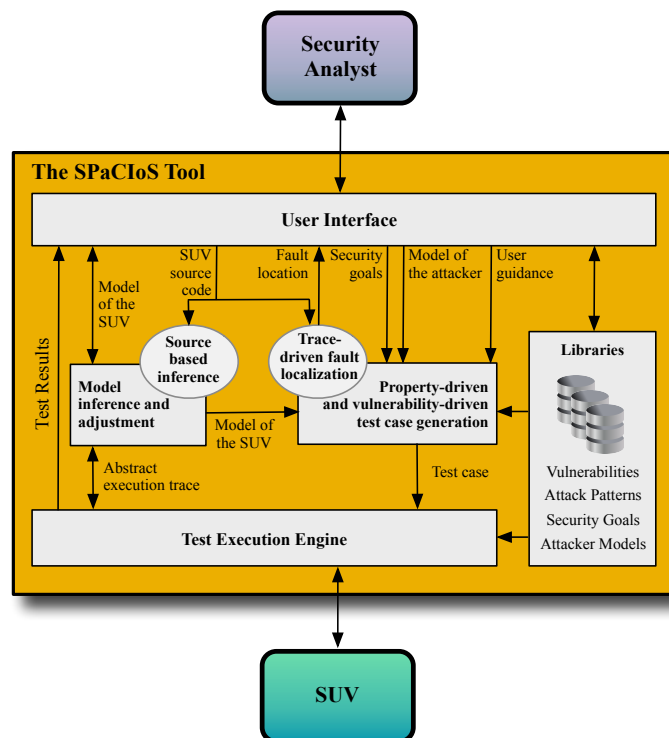 Security
Analyst
The SPaCIoS Tool
User Interface
SUV
source
code
Fault
location
Security
goals
Model of
the attacker
User
guidance
Model
of the
SUV
Test Results
Source
based
inference
Trace-
driven fault
localization
Model
inference and
adjustment
Model of
the SUV
Property-driven
and vulnerability-driven
test case generation
Libraries
Vulnerabilities
Attack Patterns
Security Goals
Attacker Models
Abstract
execution trace
Test case
Test Execution Engine
SUV